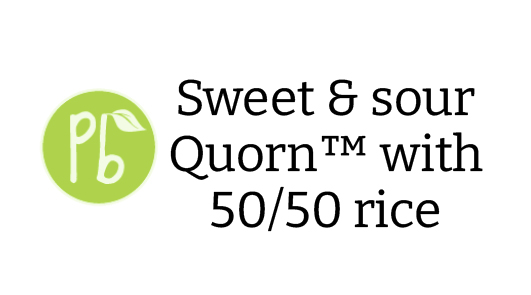 Pb
Sweet & sour
Quorn™ with
50/50 rice